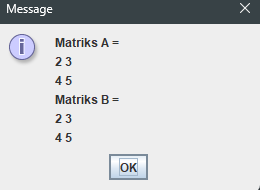 Message
i
Matriks A =
2 3
4 5
Matriks B =
2 3
4 5
OK